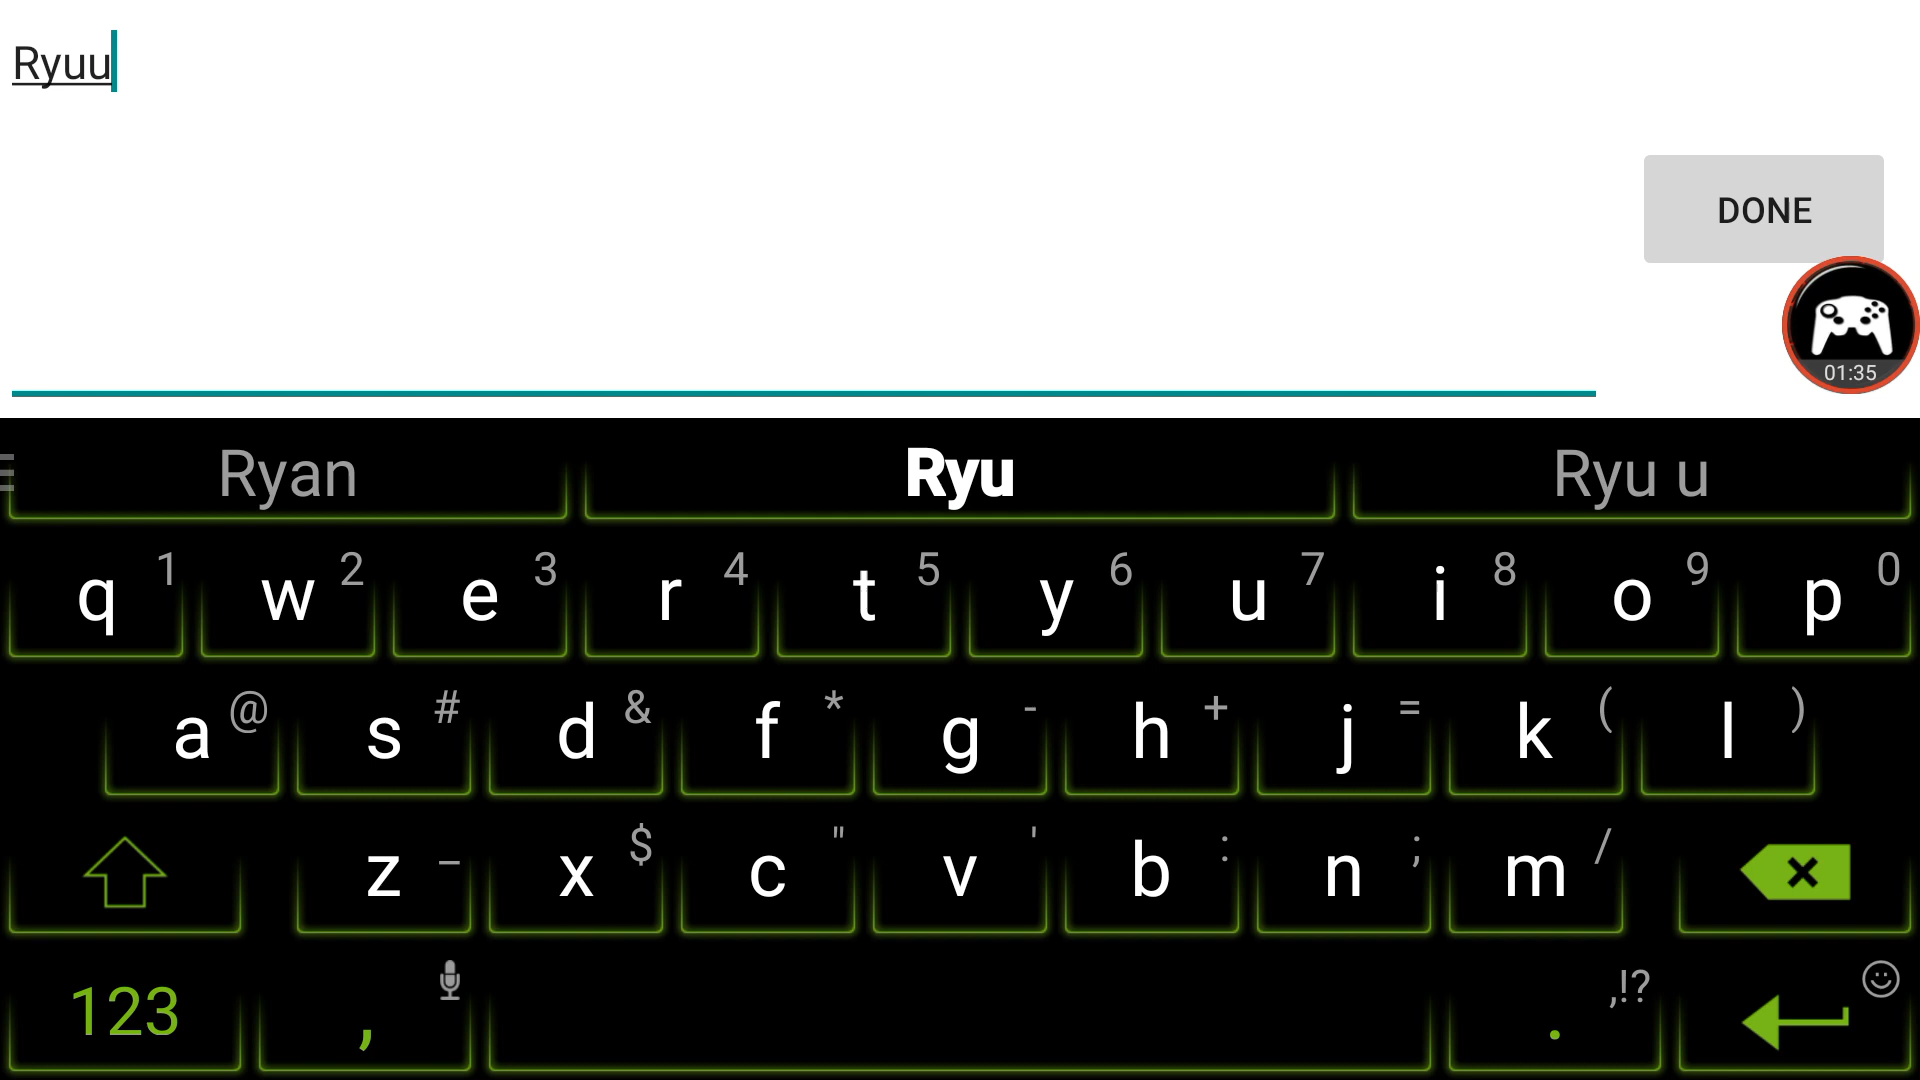 Ryuu
DONE
01:35
Ryan Ryu Ryu u
q 1 w 2 e 3 r 4 t 5 y 6 u 7 i 8 o 9 p 0
a @ s # d & f * g - h + j = k ( l )
z _ x $ c " v ' b : n ; m /
123 , . ,!?